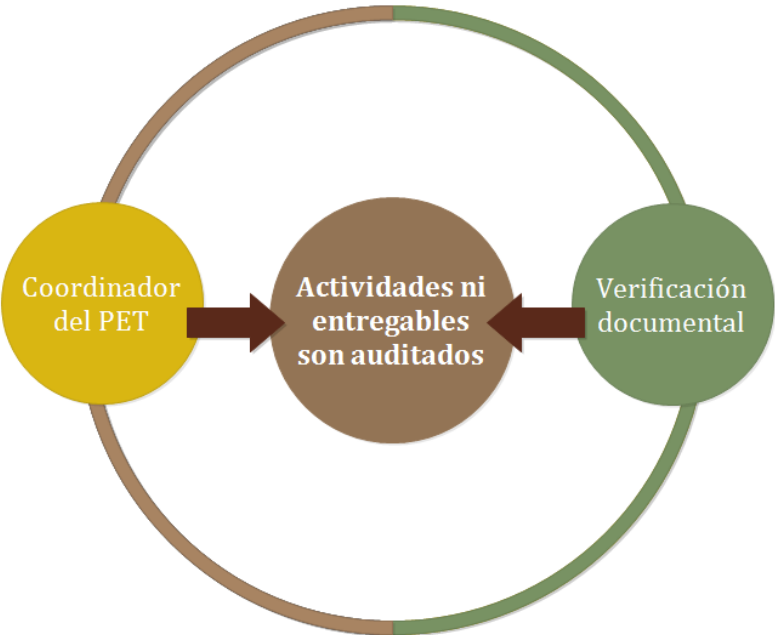 Coordinador
del PET
Actividades ni
entregables
son auditados
Verificación
documental